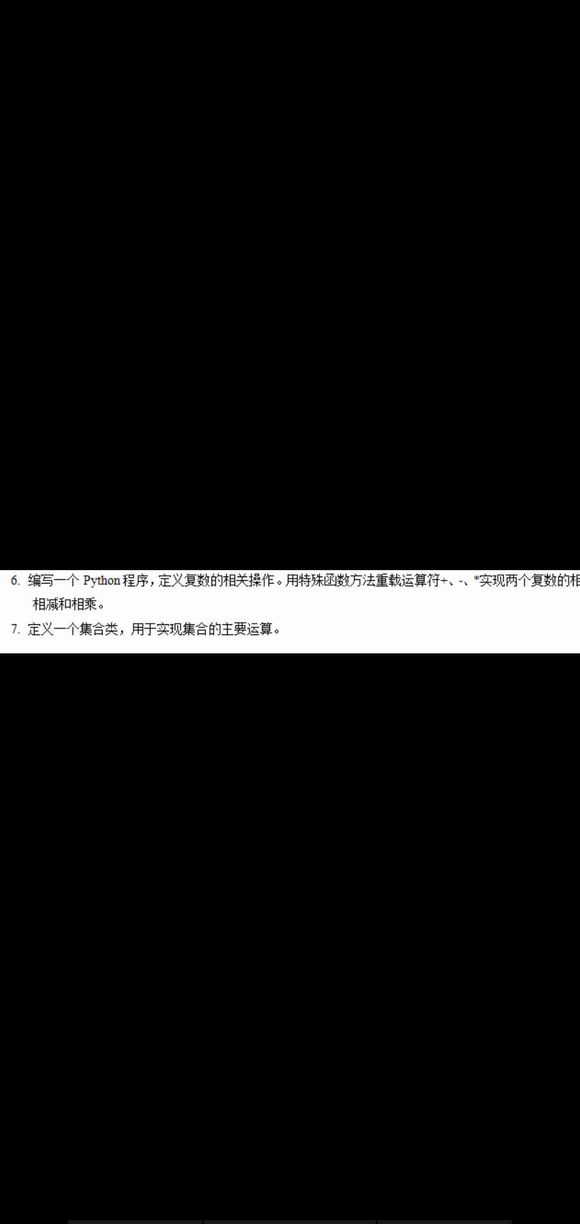 6. 编写一个 Python 程序，定义复数的相关操作。用特殊函数方法重载运算符+、-、*实现两个复数的相
相减和相乘。
7. 定义一个集合类，用于实现集合的主要运算。